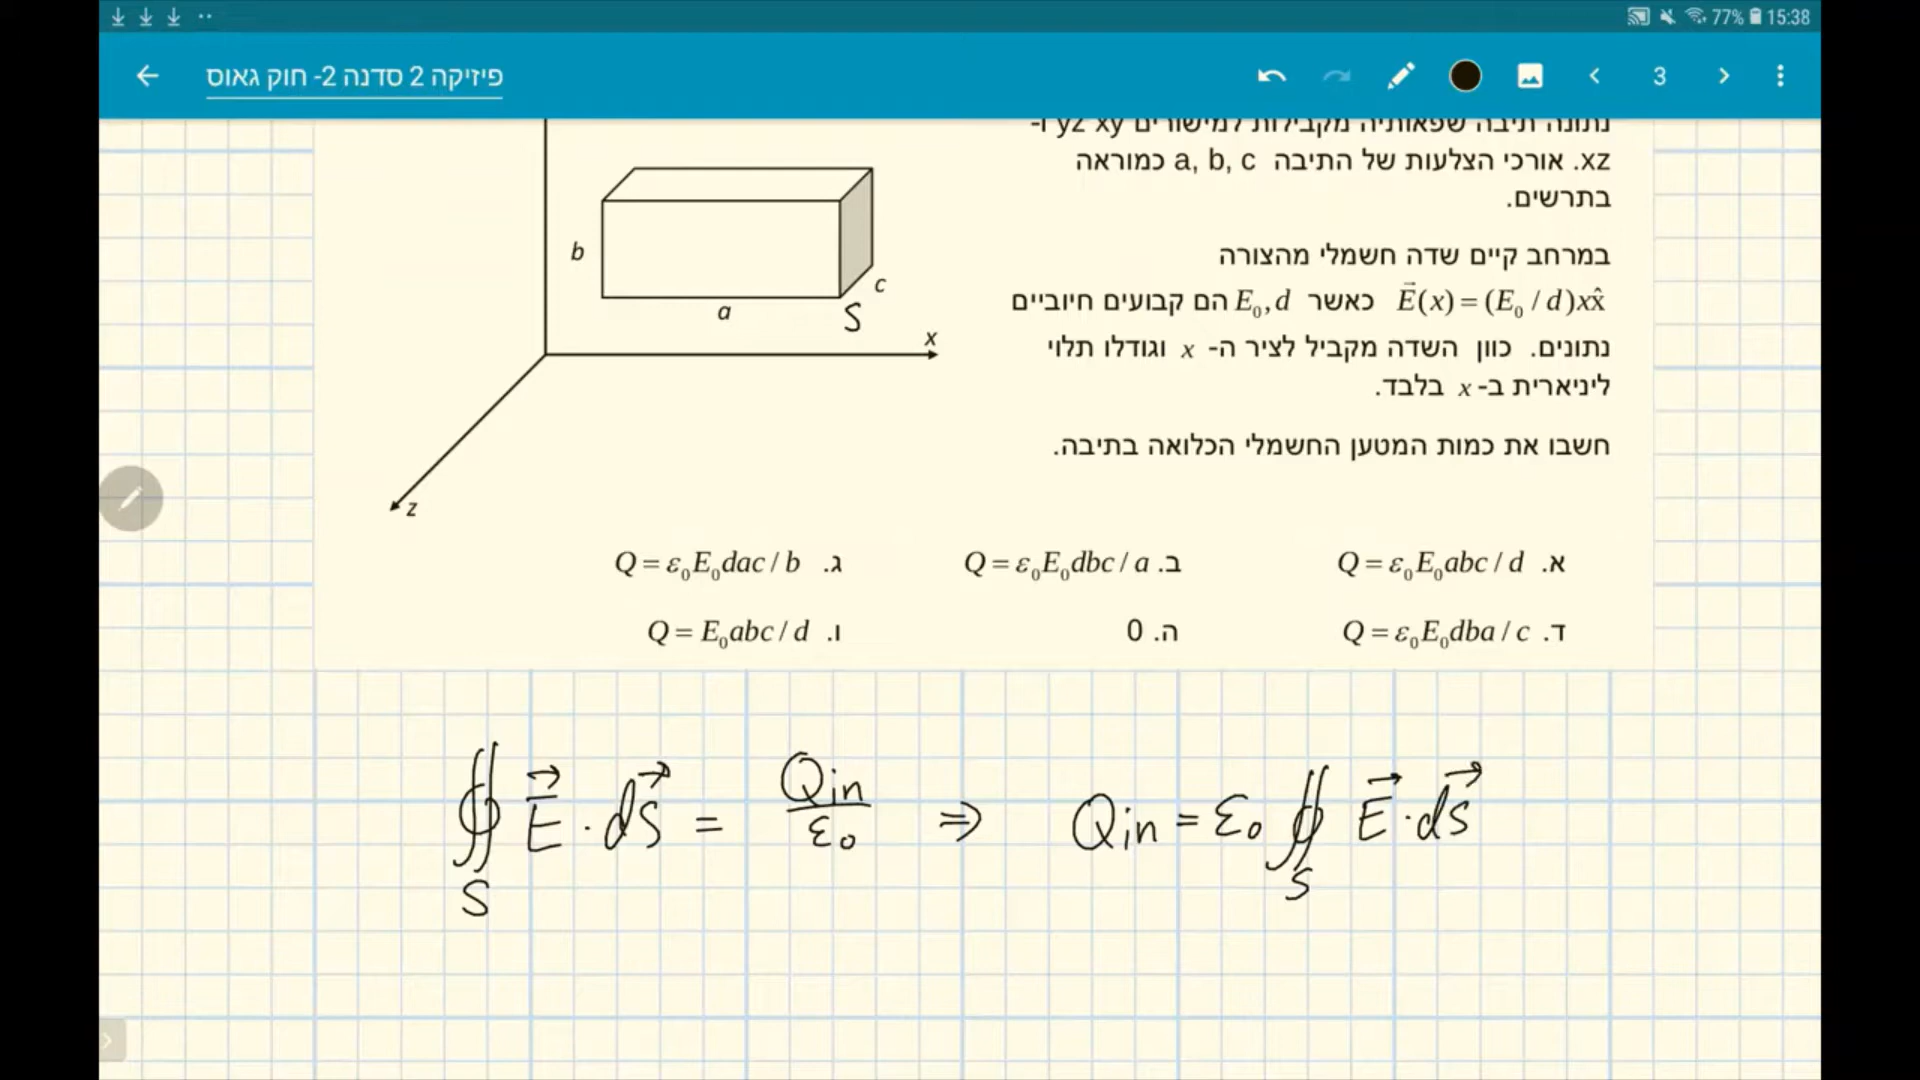 77% 15:38
פיזיקה 2 סדנה 2- חוק גאוס
3
נתונה תיבה שפאותיה מקבילות למישורים xy yz ו-
xz. אורכי הצלעות של התיבה a, b, c כמוראה
בתרשים.
במרחב קיים שדה חשמלי מהצורה
E⃗(x) = (E₀ / d)xx̂ כאשר E₀, d הם קבועים חיוביים
נתונים. כוון השדה מקביל לציר ה- x וגודלו תלוי
ליניארית ב- x בלבד.
חשבו את כמות המטען החשמלי הכלואה בתיבה.
b
a
c
S
x
z
א. Q = ε₀E₀abc / d
ב. Q = ε₀E₀dbc / a
ג. Q = ε₀E₀dac / b
ד. Q = ε₀E₀dba / c
ה. 0
ו. Q = E₀abc / d
∯_S E⃗ · dS⃗ = Qin/ε₀ ⇒ Qin = ε₀ ∯_S E⃗ · dS⃗